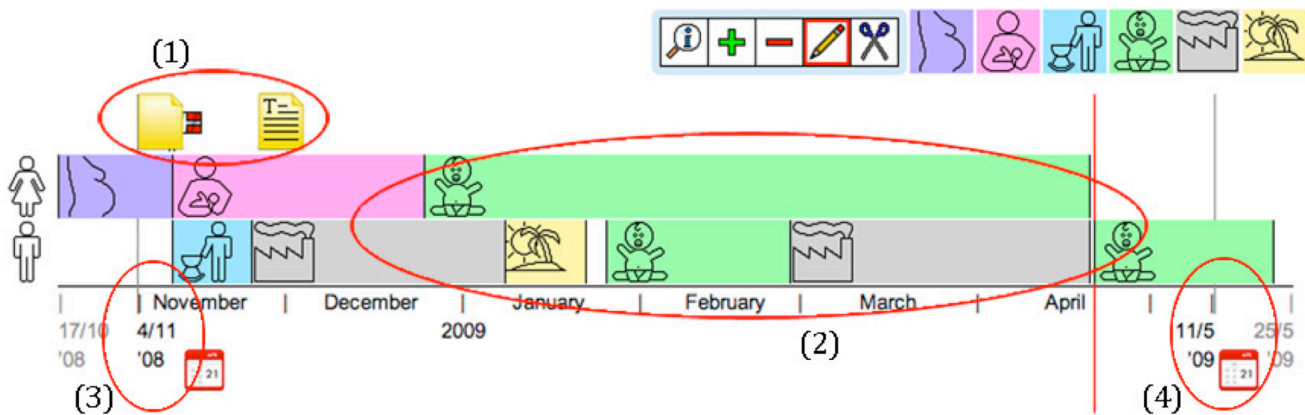 (1)
T
November | December | January | February | March | April
17/10 4/11 2009 11/5 25/5
'08 '08 '09 '09
21 21
(2)
(3) (4)